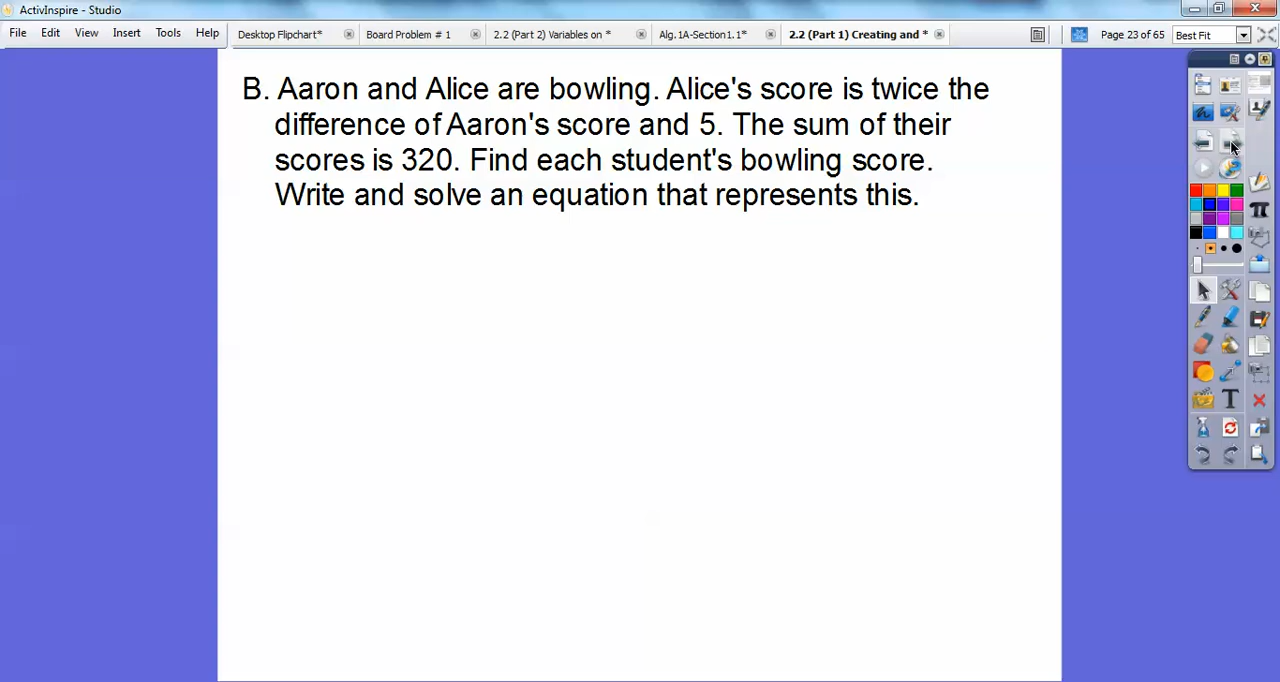 ActivInspire - Studio
File Edit View Insert Tools Help
Desktop Flipchart* Board Problem # 1 2.2 (Part 2) Variables on * Alg.1A-Section1.1* 2.2 (Part 1) Creating and * Page 23 of 65 Best Fit
B. Aaron and Alice are bowling. Alice's score is twice the
difference of Aaron's score and 5. The sum of their
scores is 320. Find each student's bowling score.
Write and solve an equation that represents this.